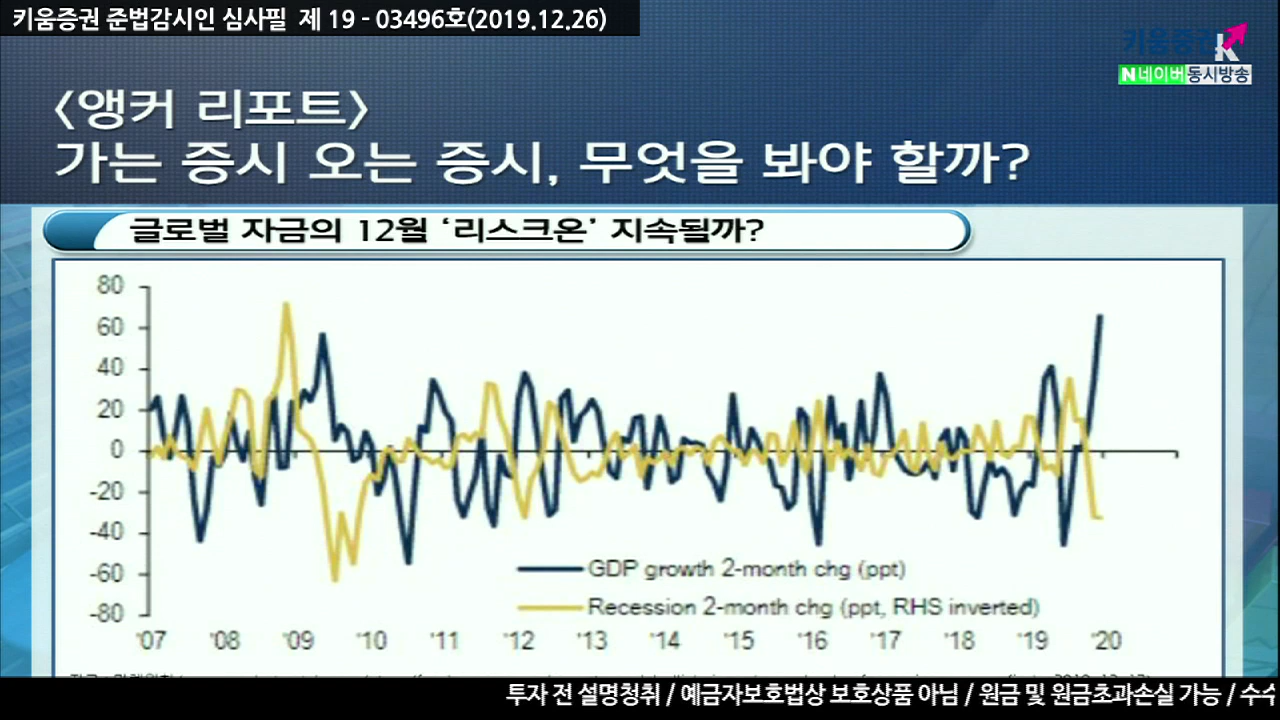 키움증권 준법감시인 심사필 제 19 - 03496호(2019.12.26)
키움증권
N네이버 동시방송
<앵커 리포트>
가는 증시 오는 증시, 무엇을 봐야 할까?
글로벌 자금의 12월 ‘리스크온’ 지속될까?
80
60
40
20
0
-20
-40
-60
-80
GDP growth 2-month chg (ppt)
Recession 2-month chg (ppt, RHS inverted)
'07 '08 '09 '10 '11 '12 '13 '14 '15 '16 '17 '18 '19 '20
투자 전 설명청취 / 예금자보호법상 보호상품 아님 / 원금 및 원금초과손실 가능 / 수수